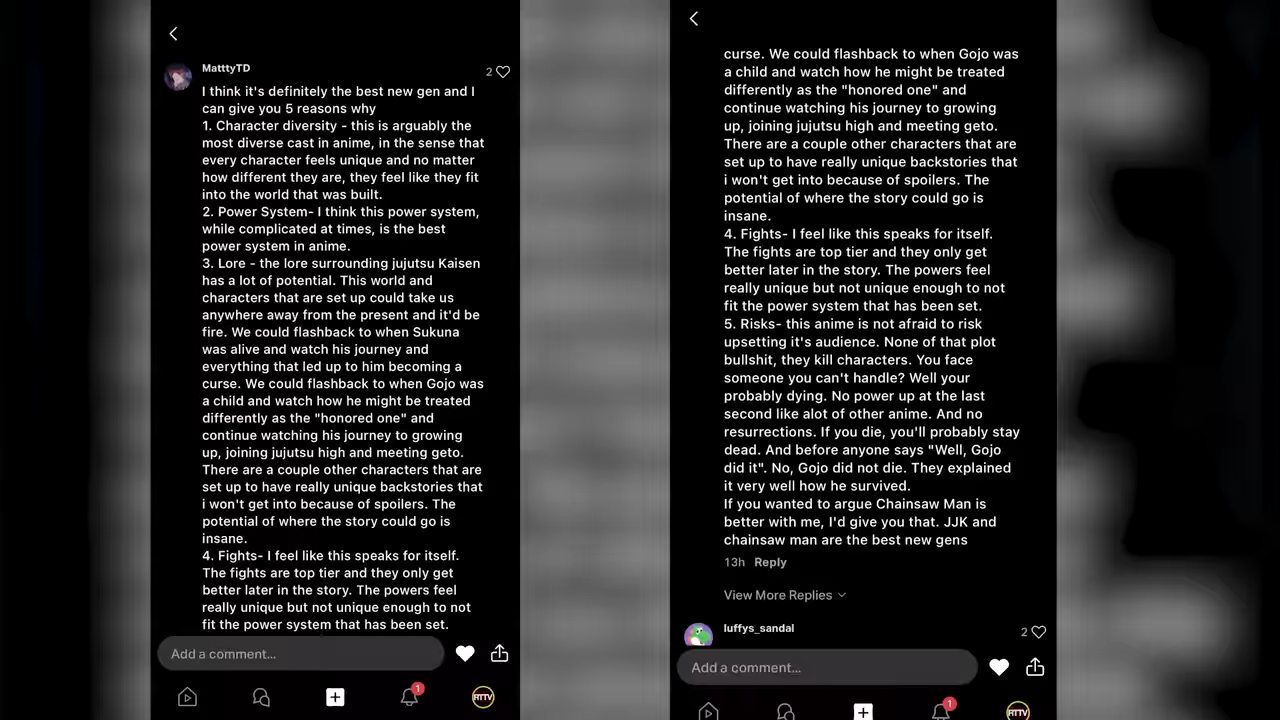 MatttyTD
2
I think it's definitely the best new gen and I
can give you 5 reasons why
1. Character diversity - this is arguably the
most diverse cast in anime, in the sense that
every character feels unique and no matter
how different they are, they feel like they fit
into the world that was built.
2. Power System- I think this power system,
while complicated at times, is the best
power system in anime.
3. Lore - the lore surrounding jujutsu Kaisen
has a lot of potential. This world and
characters that are set up could take us
anywhere away from the present and it'd be
fire. We could flashback to when Sukuna
was alive and watch his journey and
everything that led up to him becoming a
curse. We could flashback to when Gojo was
a child and watch how he might be treated
differently as the "honored one" and
continue watching his journey to growing
up, joining jujutsu high and meeting geto.
There are a couple other characters that are
set up to have really unique backstories that
i won't get into because of spoilers. The
potential of where the story could go is
insane.
4. Fights- I feel like this speaks for itself.
The fights are top tier and they only get
better later in the story. The powers feel
really unique but not unique enough to not
fit the power system that has been set.
Add a comment...
1
RTTV
curse. We could flashback to when Gojo was
a child and watch how he might be treated
differently as the "honored one" and
continue watching his journey to growing
up, joining jujutsu high and meeting geto.
There are a couple other characters that are
set up to have really unique backstories that
i won't get into because of spoilers. The
potential of where the story could go is
insane.
4. Fights- I feel like this speaks for itself.
The fights are top tier and they only get
better later in the story. The powers feel
really unique but not unique enough to not
fit the power system that has been set.
5. Risks- this anime is not afraid to risk
upsetting it's audience. None of that plot
bullshit, they kill characters. You face
someone you can't handle? Well your
probably dying. No power up at the last
second like alot of other anime. And no
resurrections. If you die, you'll probably stay
dead. And before anyone says "Well, Gojo
did it". No, Gojo did not die. They explained
it very well how he survived.
If you wanted to argue Chainsaw Man is
better with me, I'd give you that. JJK and
chainsaw man are the best new gens
13h Reply
View More Replies
luffys_sandal
2
Add a comment...
1
RTTV